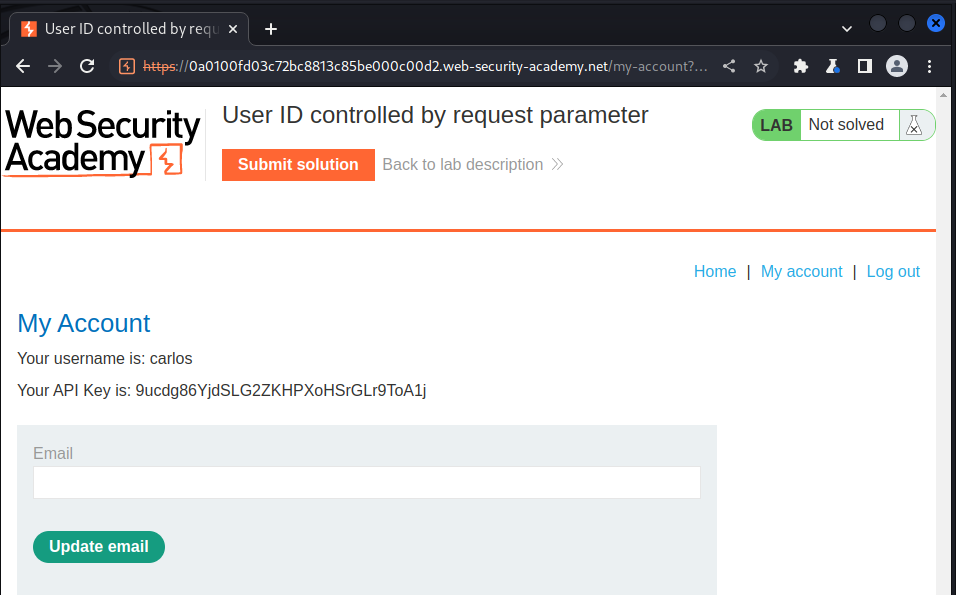 User ID controlled by requ
https://0a0100fd03c72bc8813c85be000c00d2.web-security-academy.net/my-account?...
Web Security
Academy
User ID controlled by request parameter
LAB Not solved
Submit solution Back to lab description
Home | My account | Log out
My Account
Your username is: carlos
Your API Key is: 9ucdg86YjdSLG2ZKHPXoHSrGLr9ToA1j
Email
Update email